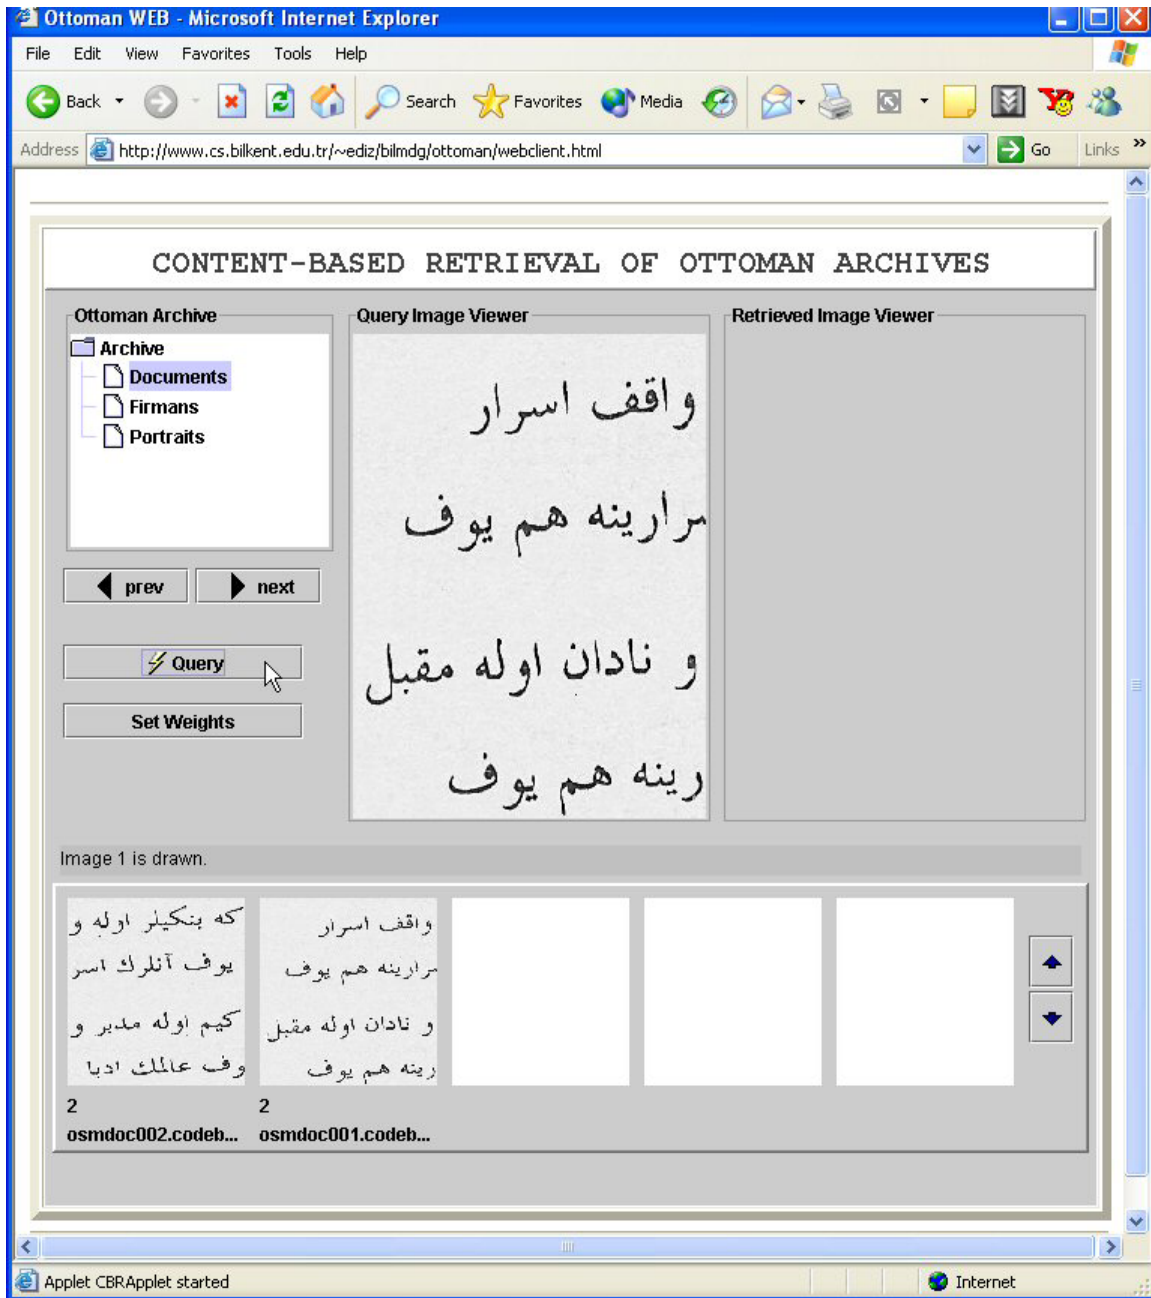 Ottoman WEB - Microsoft Internet Explorer
File Edit View Favorites Tools Help
Back Search Favorites Media
Address http://www.cs.bilkent.edu.tr/~ediz/bilmdg/ottoman/webclient.html Go Links »
CONTENT-BASED RETRIEVAL OF OTTOMAN ARCHIVES
Ottoman Archive
Archive
Documents
Firmans
Portraits
prev next
Query
Set Weights
Query Image Viewer
واقف اسرار
سرارينه هم يوف
و نادان اوله مقبل
رينه هم يوف
Retrieved Image Viewer
Image 1 is drawn.
كه بنكيلر اوله و
يوف آنلرك اسر
كيم اوله مدبر و
وف عالمك ادبا
2
osmdoc002.codeb...
واقف اسرار
سرارينه هم يوف
و نادان اوله مقبل
رينه هم يوف
2
osmdoc001.codeb...
Applet CBRApplet started Internet